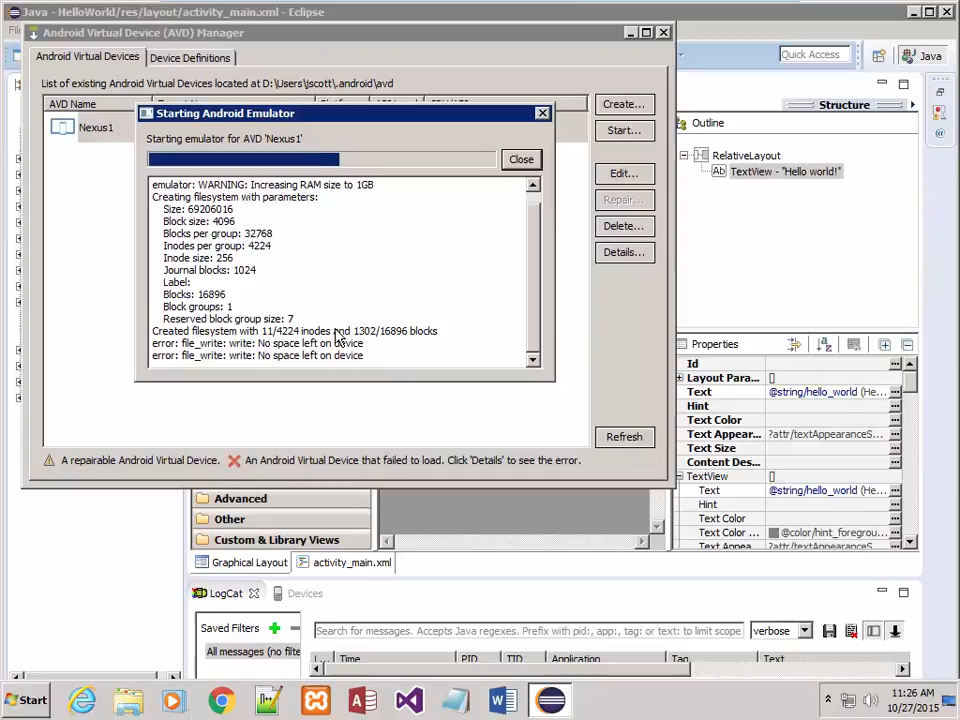 Java - HelloWorld/res/layout/activity_main.xml - Eclipse
Android Virtual Device (AVD) Manager
Quick Access
Java
Android Virtual Devices
Device Definitions
List of existing Android Virtual Devices located at D:\Users\jscott\.android\avd
AVD Name
Nexus1
Create...
Start...
Edit...
Repair...
Delete...
Details...
Refresh
Starting Android Emulator
Starting emulator for AVD 'Nexus1'
Close
emulator: WARNING: Increasing RAM size to 1GB
Creating filesystem with parameters:
Size: 69206016
Block size: 4096
Blocks per group: 32768
Inodes per group: 4224
Inode size: 256
Journal blocks: 1024
Label:
Blocks: 16896
Block groups: 1
Reserved block group size: 7
Created filesystem with 11/4224 inodes and 1302/16896 blocks
error: file_write: write: No space left on device
error: file_write: write: No space left on device
A repairable Android Virtual Device.
An Android Virtual Device that failed to load. Click 'Details' to see the error.
Structure
Outline
RelativeLayout
Ab TextView - "Hello world!"
Properties
Id
Layout Para... []
Text @string/hello_world (He...
Hint
Text Color
Text Appear... ?attr/textAppearanceS...
Text Size
Content Des...
TextView []
Text @string/hello_world (He...
Hint
Text Color
Text Color ... @color/hint_foregrou...
Text Appea...
Advanced
Other
Custom & Library Views
Graphical Layout
activity_main.xml
LogCat
Devices
Saved Filters
All messages (no filte
Search for messages. Accepts Java regexes. Prefix with pid:, app:, tag: or text: to limit scope
verbose
L... Time PID TID Application Tag Text
Start
11:26 AM
10/27/2015